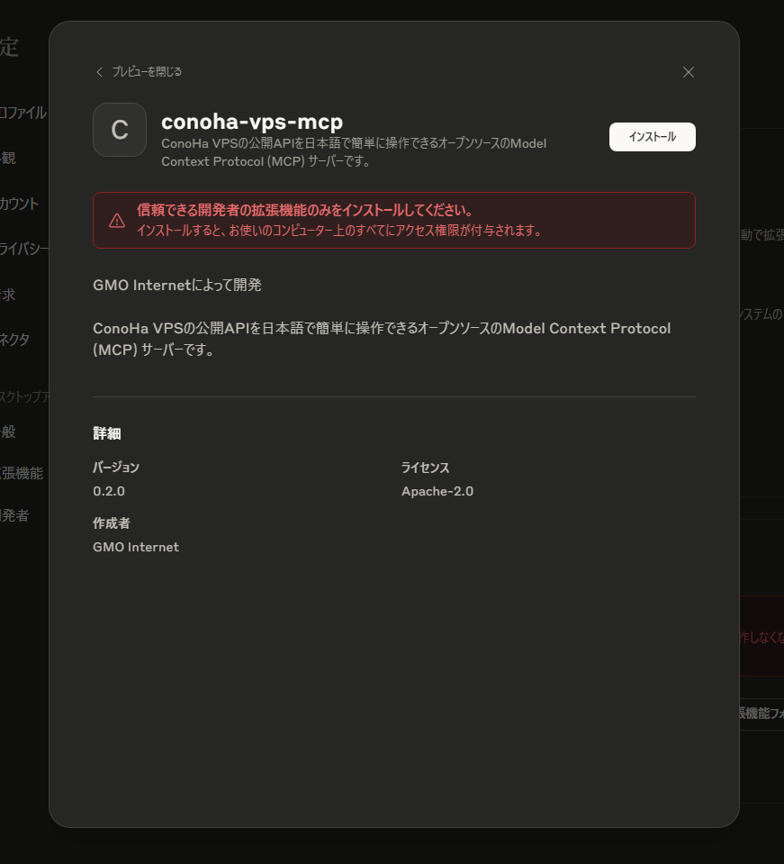 定
プレビューを閉じる
ロファイル
C
conoha-vps-mcp
ConoHa VPSの公開APIを日本語で簡単に操作できるオープンソースのModel
Context Protocol (MCP) サーバーです。
インストール
観
カウント
信頼できる開発者の拡張機能のみをインストールしてください。
インストールすると、お使いのコンピューター上のすべてにアクセス権限が付与されます。
動で拡張
ライバシー
GMO Internetによって開発
求
ConoHa VPSの公開APIを日本語で簡単に操作できるオープンソースのModel Context Protocol
(MCP) サーバーです。
ステムの
ネクタ
スクトップア
般
詳細
張機能
バージョン
ライセンス
0.2.0
Apache-2.0
発者
作成者
GMO Internet
作しなくな
張機能フォ